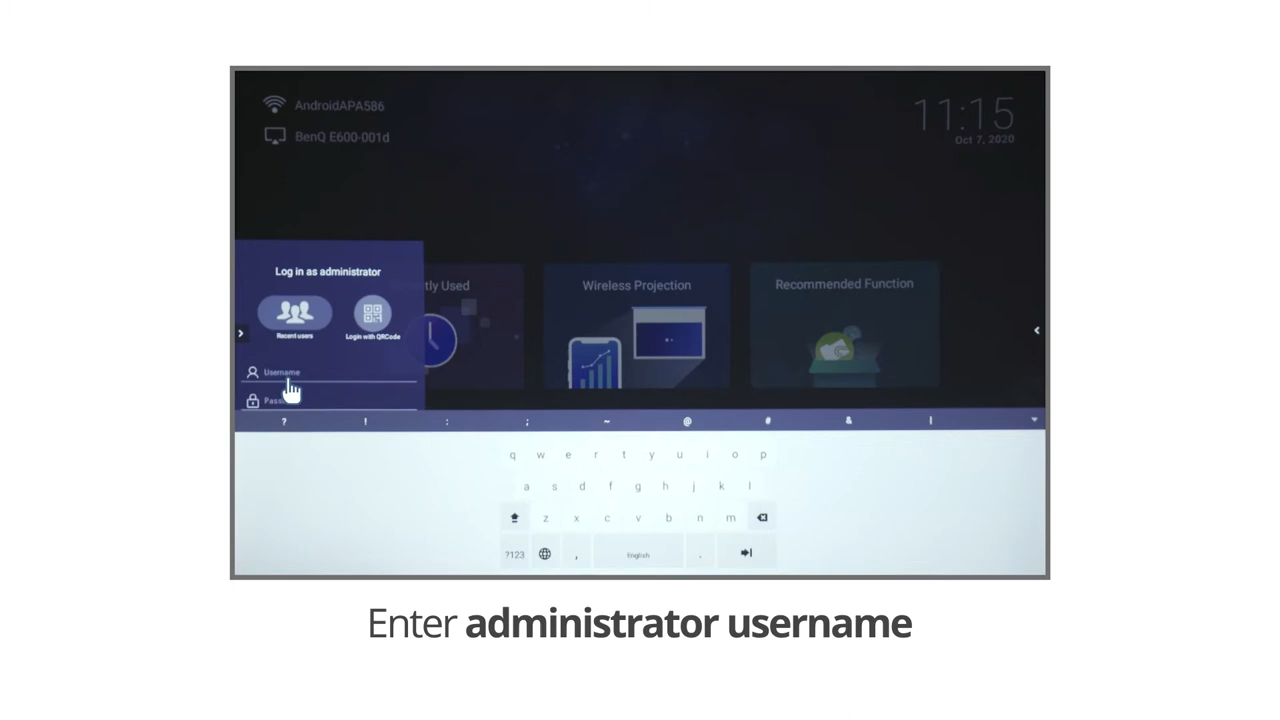 AndroidAPA586
BenQ E600-001d
11:15
Oct 7, 2020
Log in as administrator
Recent users
Login with QRCode
Username
Pass
tly Used
Wireless Projection
Recommended Function
? ! : ; ~ @ # & |
q w e r t y u i o p
a s d f g h j k l
z x c v b n m
?123 , English .
Enter administrator username